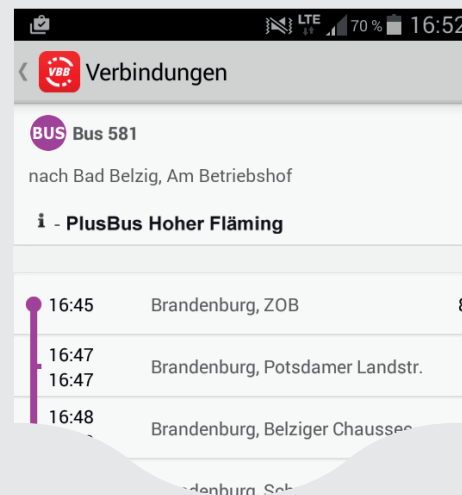 LTE 70 % 16:52
VBB Verbindungen
BUS Bus 581
nach Bad Belzig, Am Betriebshof
i - PlusBus Hoher Fläming
16:45 Brandenburg, ZOB 8
16:47
16:47 Brandenburg, Potsdamer Landstr.
16:48
Brandenburg, Belziger Chaussee